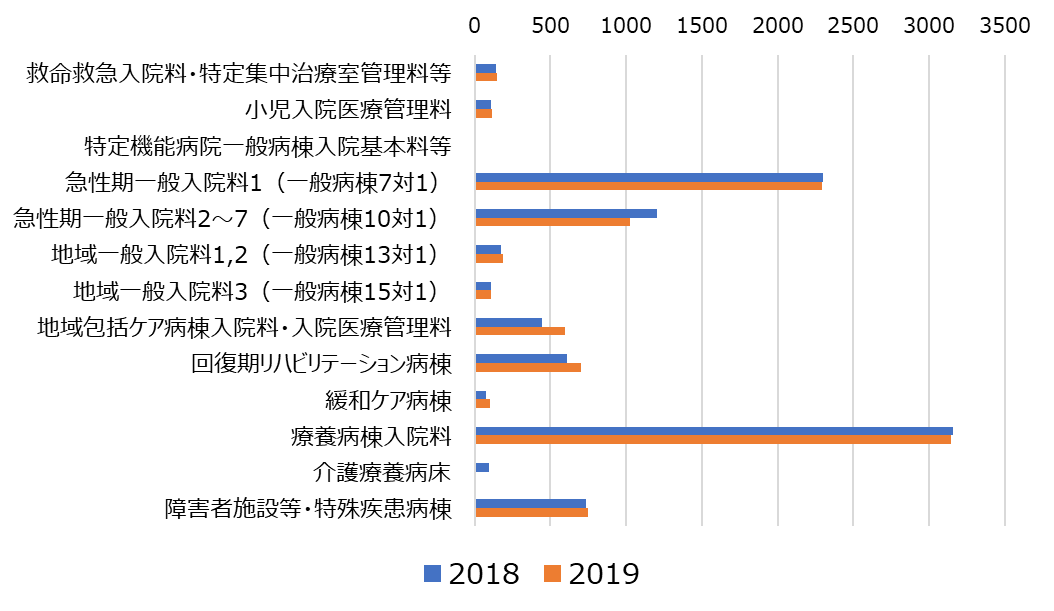 0 500 1000 1500 2000 2500 3000 3500
救命救急入院料・特定集中治療室管理料等
小児入院医療管理料
特定機能病院一般病棟入院基本料等
急性期一般入院料1（一般病棟7対1）
急性期一般入院料2～7（一般病棟10対1）
地域一般入院料1,2（一般病棟13対1）
地域一般入院料3（一般病棟15対1）
地域包括ケア病棟入院料・入院医療管理料
回復期リハビリテーション病棟
緩和ケア病棟
療養病棟入院料
介護療養病床
障害者施設等・特殊疾患病棟
2018 2019